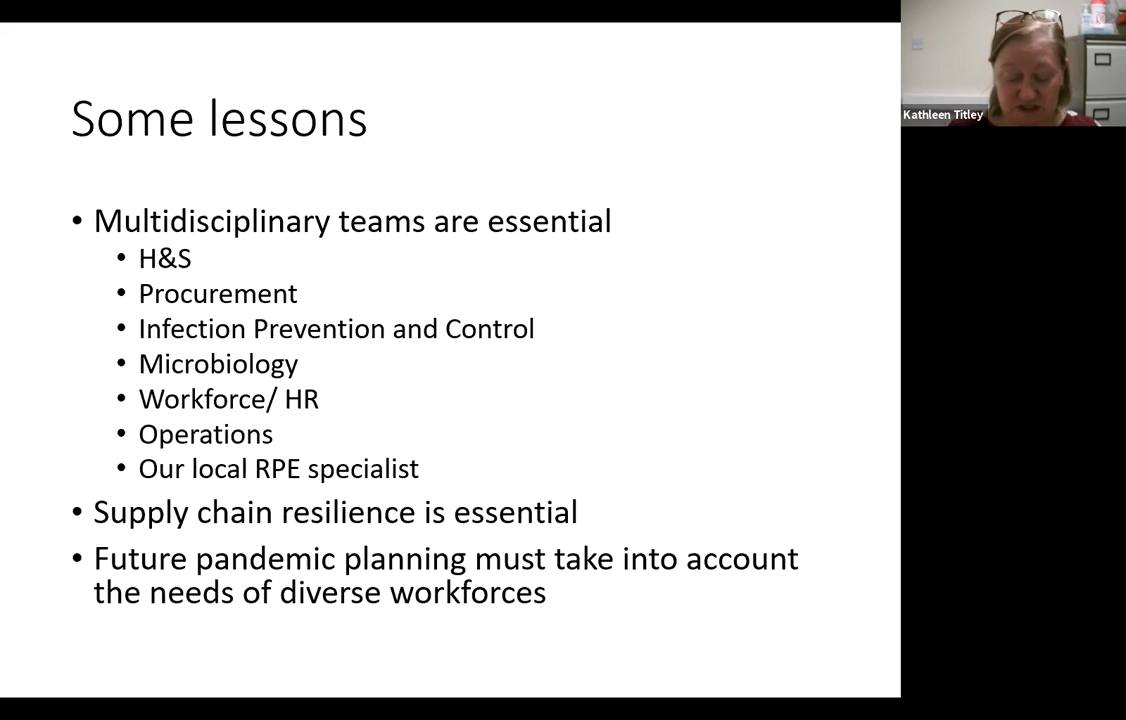 Some lessons
• Multidisciplinary teams are essential
• H&S
• Procurement
• Infection Prevention and Control
• Microbiology
• Workforce/ HR
• Operations
• Our local RPE specialist
• Supply chain resilience is essential
• Future pandemic planning must take into account
the needs of diverse workforces
Kathleen Titley